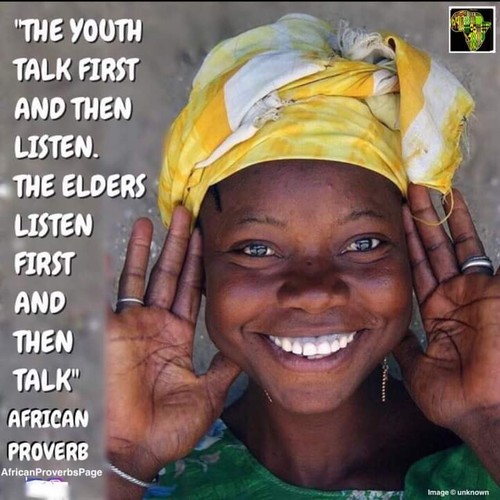 "THE YOUTH
TALK FIRST
AND THEN
LISTEN.
THE ELDERS
LISTEN
FIRST
AND
THEN
TALK"
AFRICAN
PROVERB
AfricanProverbsPage
Image © unknown